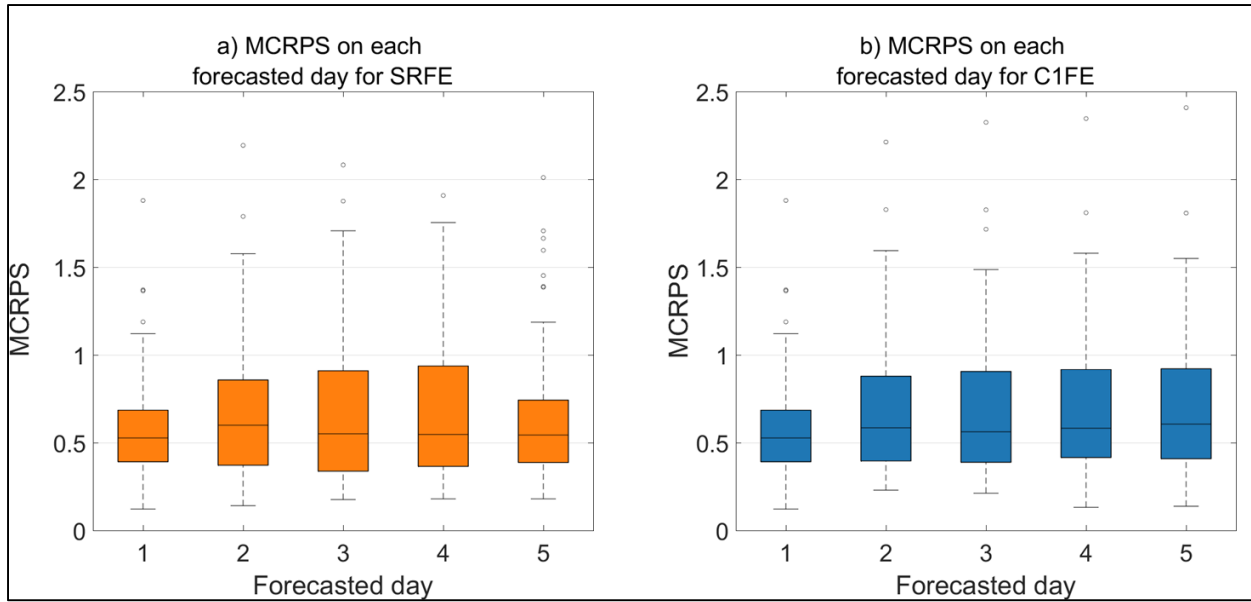 a) MCRPS on each
forecasted day for SRFE
2.5
2
1.5
1
0.5
0
MCRPS
1 2 3 4 5
Forecasted day
b) MCRPS on each
forecasted day for C1FE
2.5
2
1.5
1
0.5
0
MCRPS
1 2 3 4 5
Forecasted day